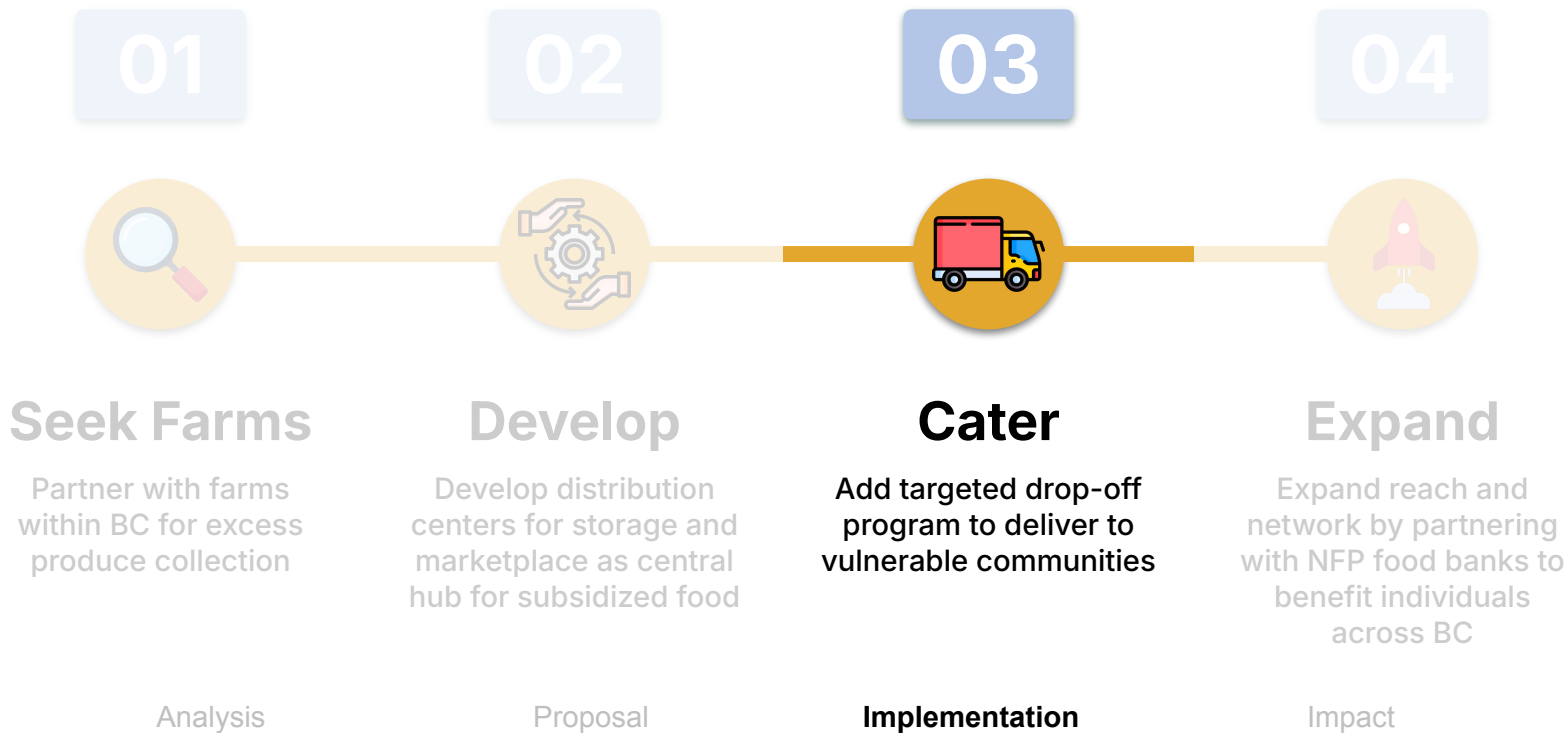 01
02
03
04
Seek Farms
Partner with farms
within BC for excess
produce collection
Develop
Develop distribution
centers for storage and
marketplace as central
hub for subsidized food
Cater
Add targeted drop-off
program to deliver to
vulnerable communities
Expand
Expand reach and
network by partnering
with NFP food banks to
benefit individuals
across BC
Analysis
Proposal
Implementation
Impact